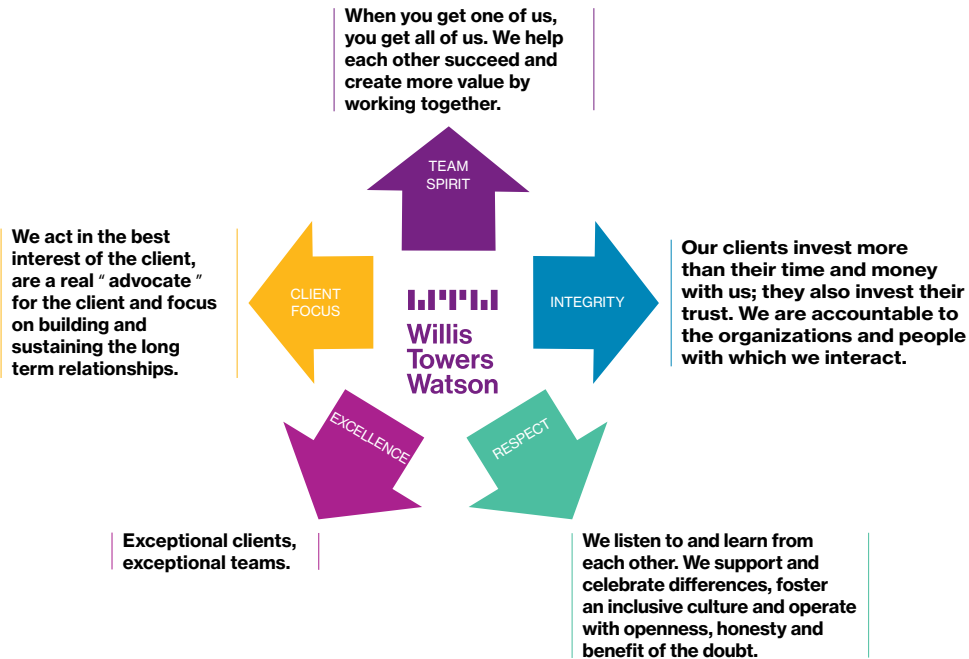 When you get one of us,
you get all of us. We help
each other succeed and
create more value by
working together.
TEAM
SPIRIT
We act in the best
interest of the client,
are a real “ advocate ”
for the client and focus
on building and
sustaining the long
term relationships.
CLIENT
FOCUS
Willis
Towers
Watson
INTEGRITY
Our clients invest more
than their time and money
with us; they also invest their
trust. We are accountable to
the organizations and people
with which we interact.
EXCELLENCE
RESPECT
Exceptional clients,
exceptional teams.
We listen to and learn from
each other. We support and
celebrate differences, foster
an inclusive culture and operate
with openness, honesty and
benefit of the doubt.